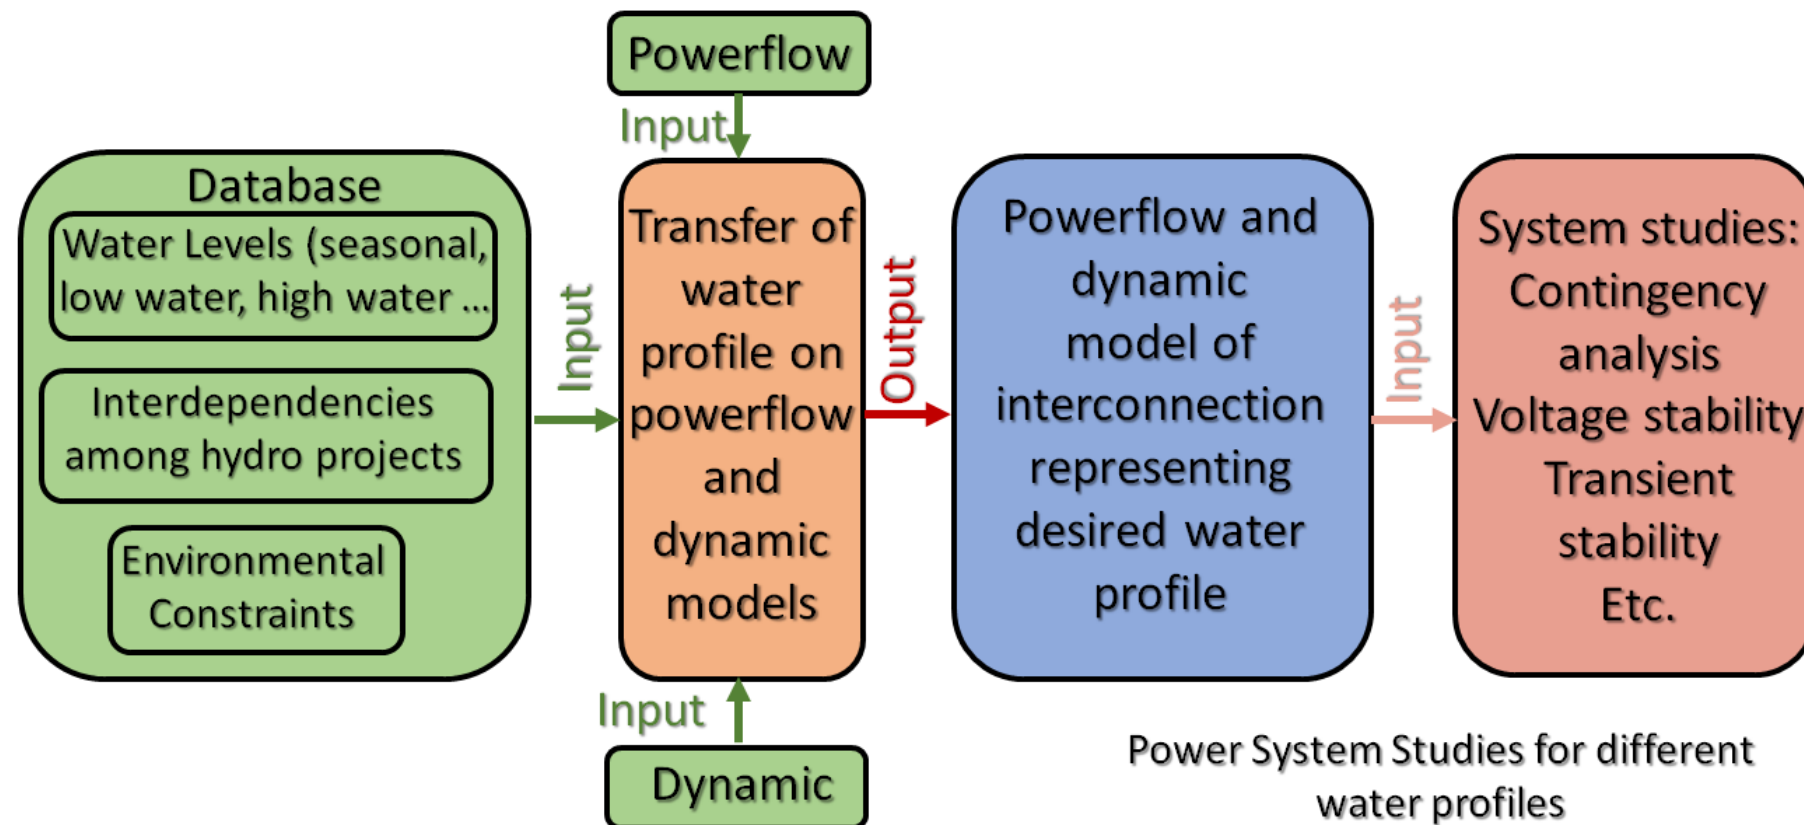 Powerflow
Input
Database
Water Levels (seasonal,
low water, high water ...
Interdependencies
among hydro projects
Environmental
Constraints
Input
Transfer of
water
profile on
powerflow
and
dynamic
models
Input
Dynamic
Output
Powerflow and
dynamic
model of
interconnection
representing
desired water
profile
Input
System studies:
Contingency
analysis
Voltage stability
Transient
stability
Etc.
Power System Studies for different
water profiles